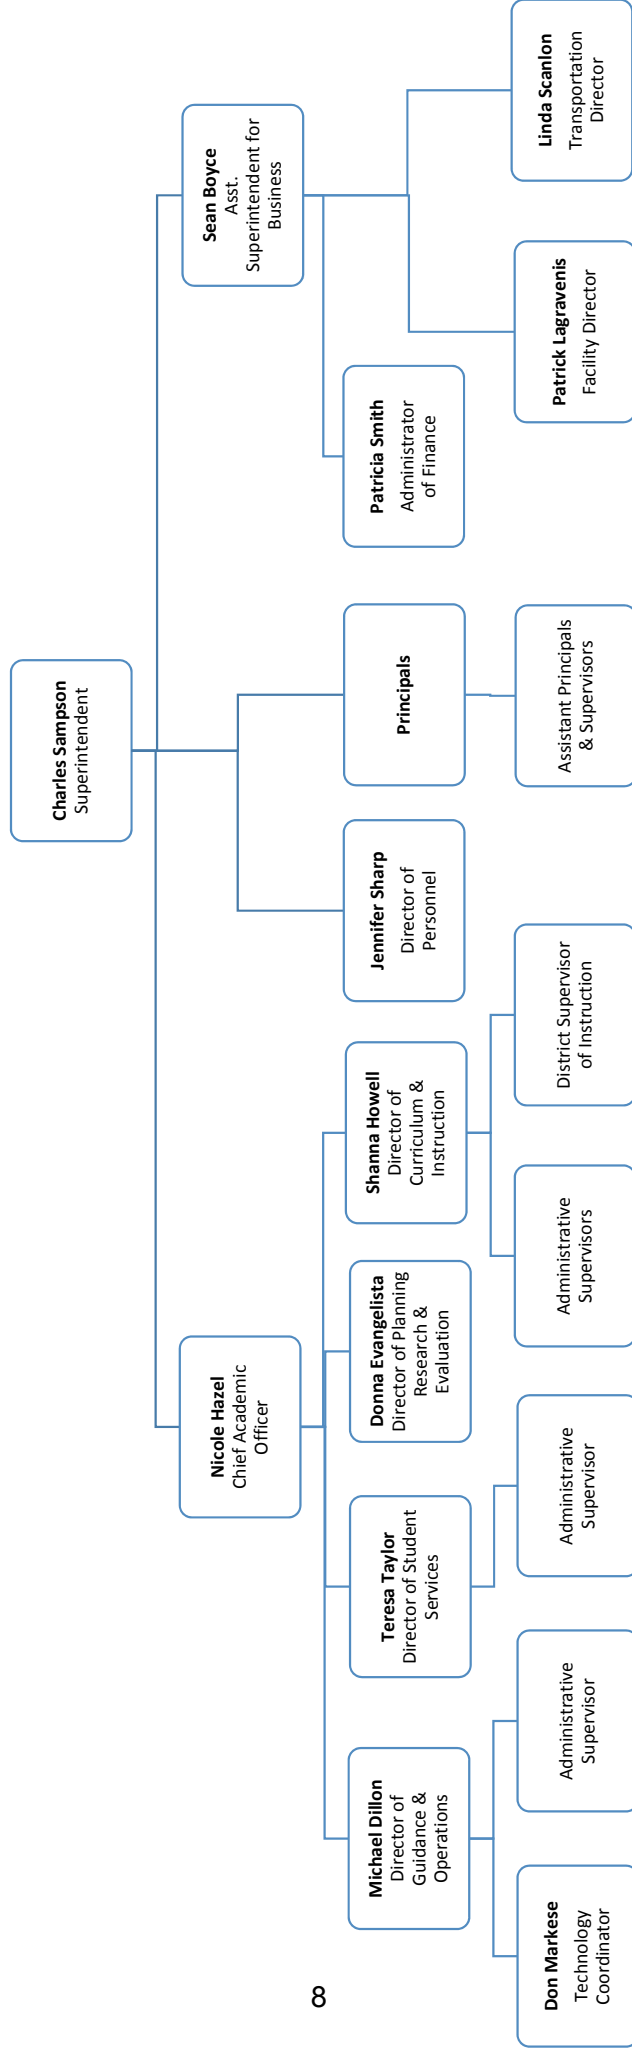 Charles Sampson
Superintendent
Nicole Hazel
Chief Academic
Officer
Sean Boyce
Asst.
Superintendent for
Business
Michael Dillon
Director of
Guidance &
Operations
Teresa Taylor
Director of Student
Services
Donna Evangelista
Director of Planning
Research &
Evaluation
Shanna Howell
Director of
Curriculum &
Instruction
Jennifer Sharp
Director of
Personnel
Principals
Patricia Smith
Administrator
of Finance
Don Markese
Technology
Coordinator
Administrative
Supervisor
Administrative
Supervisor
Administrative
Supervisors
District Supervisor
of Instruction
Assistant Principals
& Supervisors
Patrick Lagravenis
Facility Director
Linda Scanlon
Transportation
Director
8